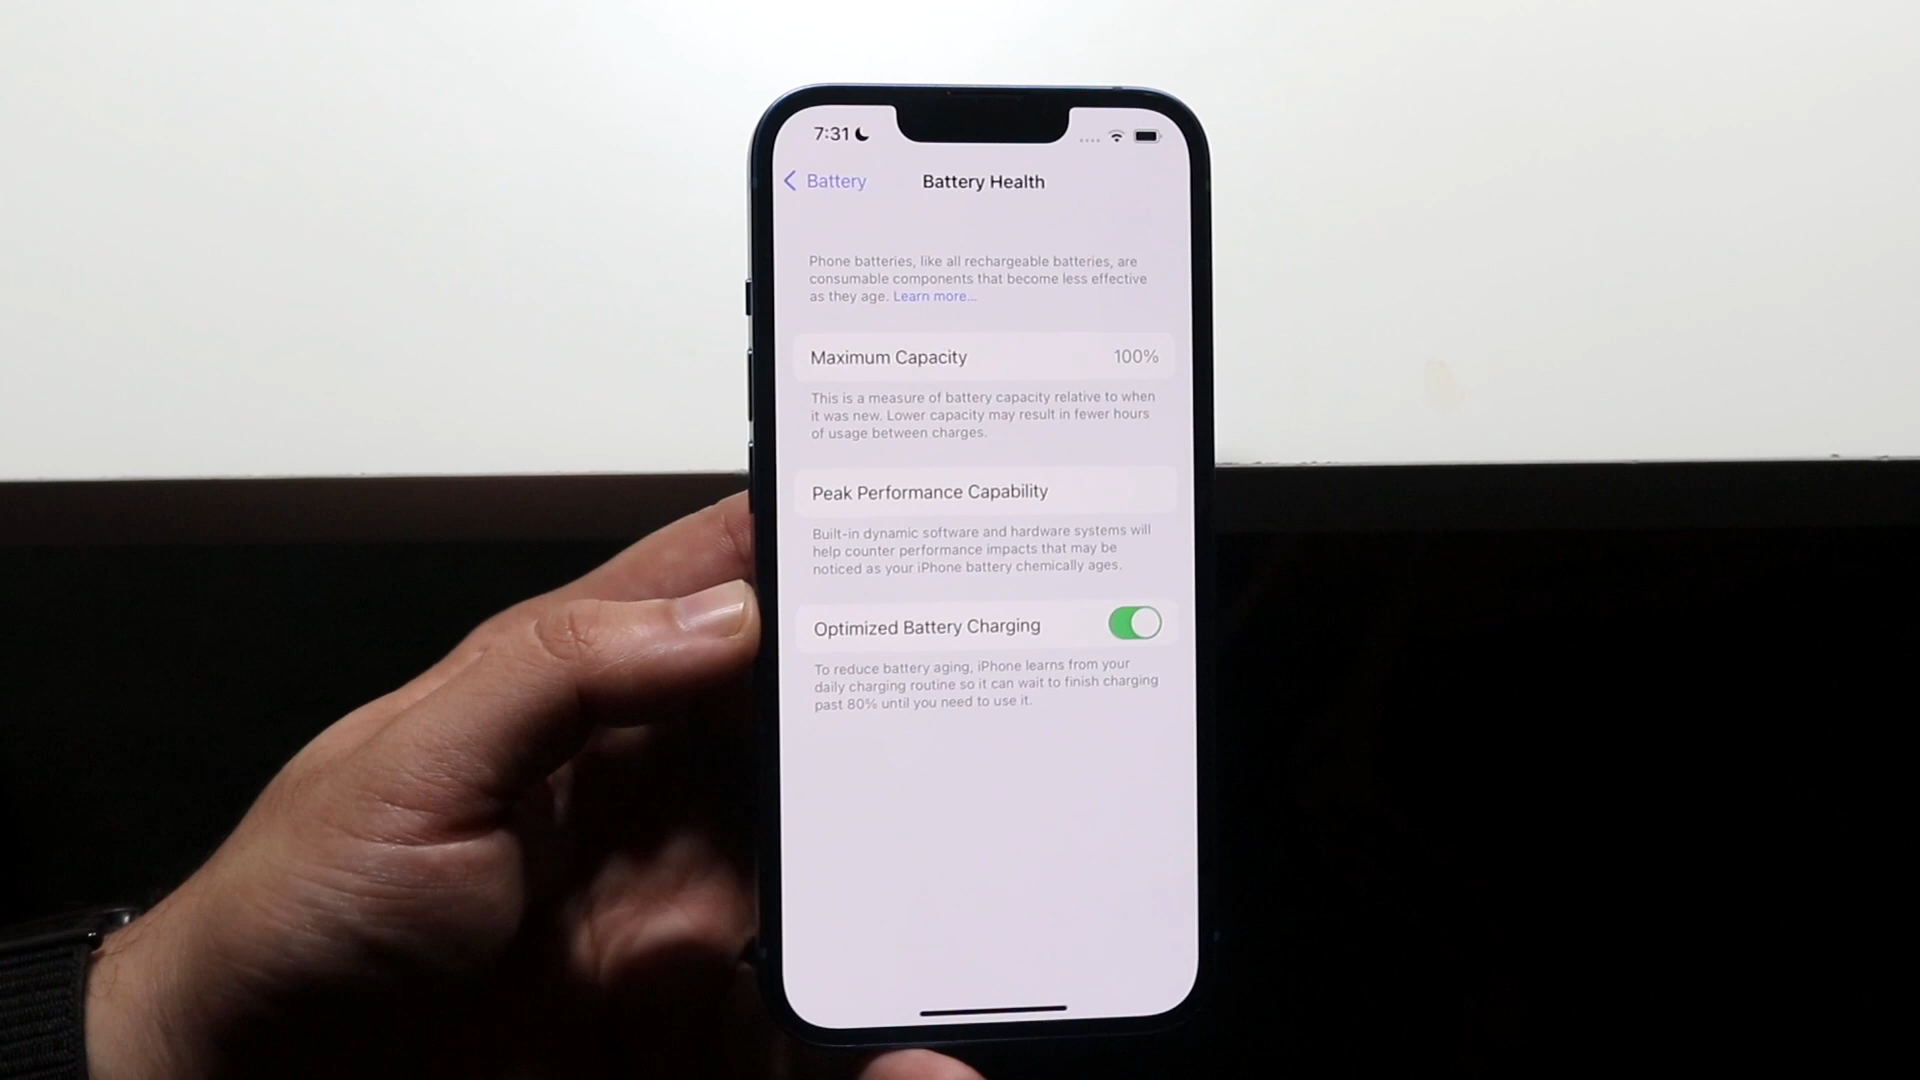 7:31
Battery
Battery Health
Phone batteries, like all rechargeable batteries, are
consumable components that become less effective
as they age. Learn more...
Maximum Capacity 100%
This is a measure of battery capacity relative to when
it was new. Lower capacity may result in fewer hours
of usage between charges.
Peak Performance Capability
Built-in dynamic software and hardware systems will
help counter performance impacts that may be
noticed as your iPhone battery chemically ages.
Optimized Battery Charging
To reduce battery aging, iPhone learns from your
daily charging routine so it can wait to finish charging
past 80% until you need to use it.